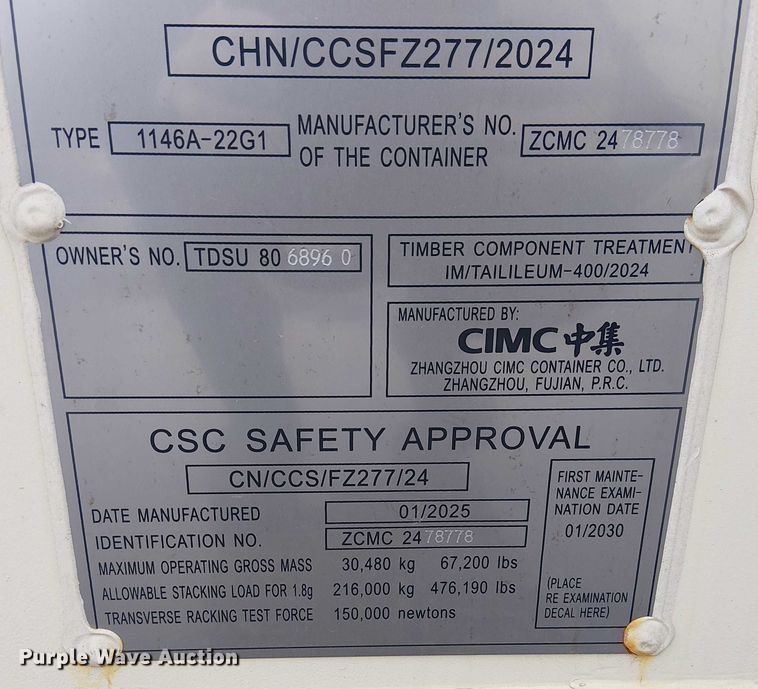 CHN/CCSFZ277/2024
TYPE 1146A-22G1 MANUFACTURER'S NO. OF THE CONTAINER ZCMC 2478778
OWNER'S NO. TDSU 806896 0
TIMBER COMPONENT TREATMENT
IM/TAILILEUM-400/2024
MANUFACTURED BY:
CIMC中集
ZHANGZHOU CIMC CONTAINER CO., LTD.
ZHANGZHOU, FUJIAN, P.R.C.
CSC SAFETY APPROVAL
CN/CCS/FZ277/24
DATE MANUFACTURED 01/2025
IDENTIFICATION NO. ZCMC 2478778
MAXIMUM OPERATING GROSS MASS 30,480 kg 67,200 lbs
ALLOWABLE STACKING LOAD FOR 1.8g 216,000 kg 476,190 lbs
TRANSVERSE RACKING TEST FORCE 150,000 newtons
FIRST MAINTE-
NANCE EXAMI-
NATION DATE
01/2030
(PLACE
RE EXAMINATION
DECAL HERE)
Purple Wave Auction